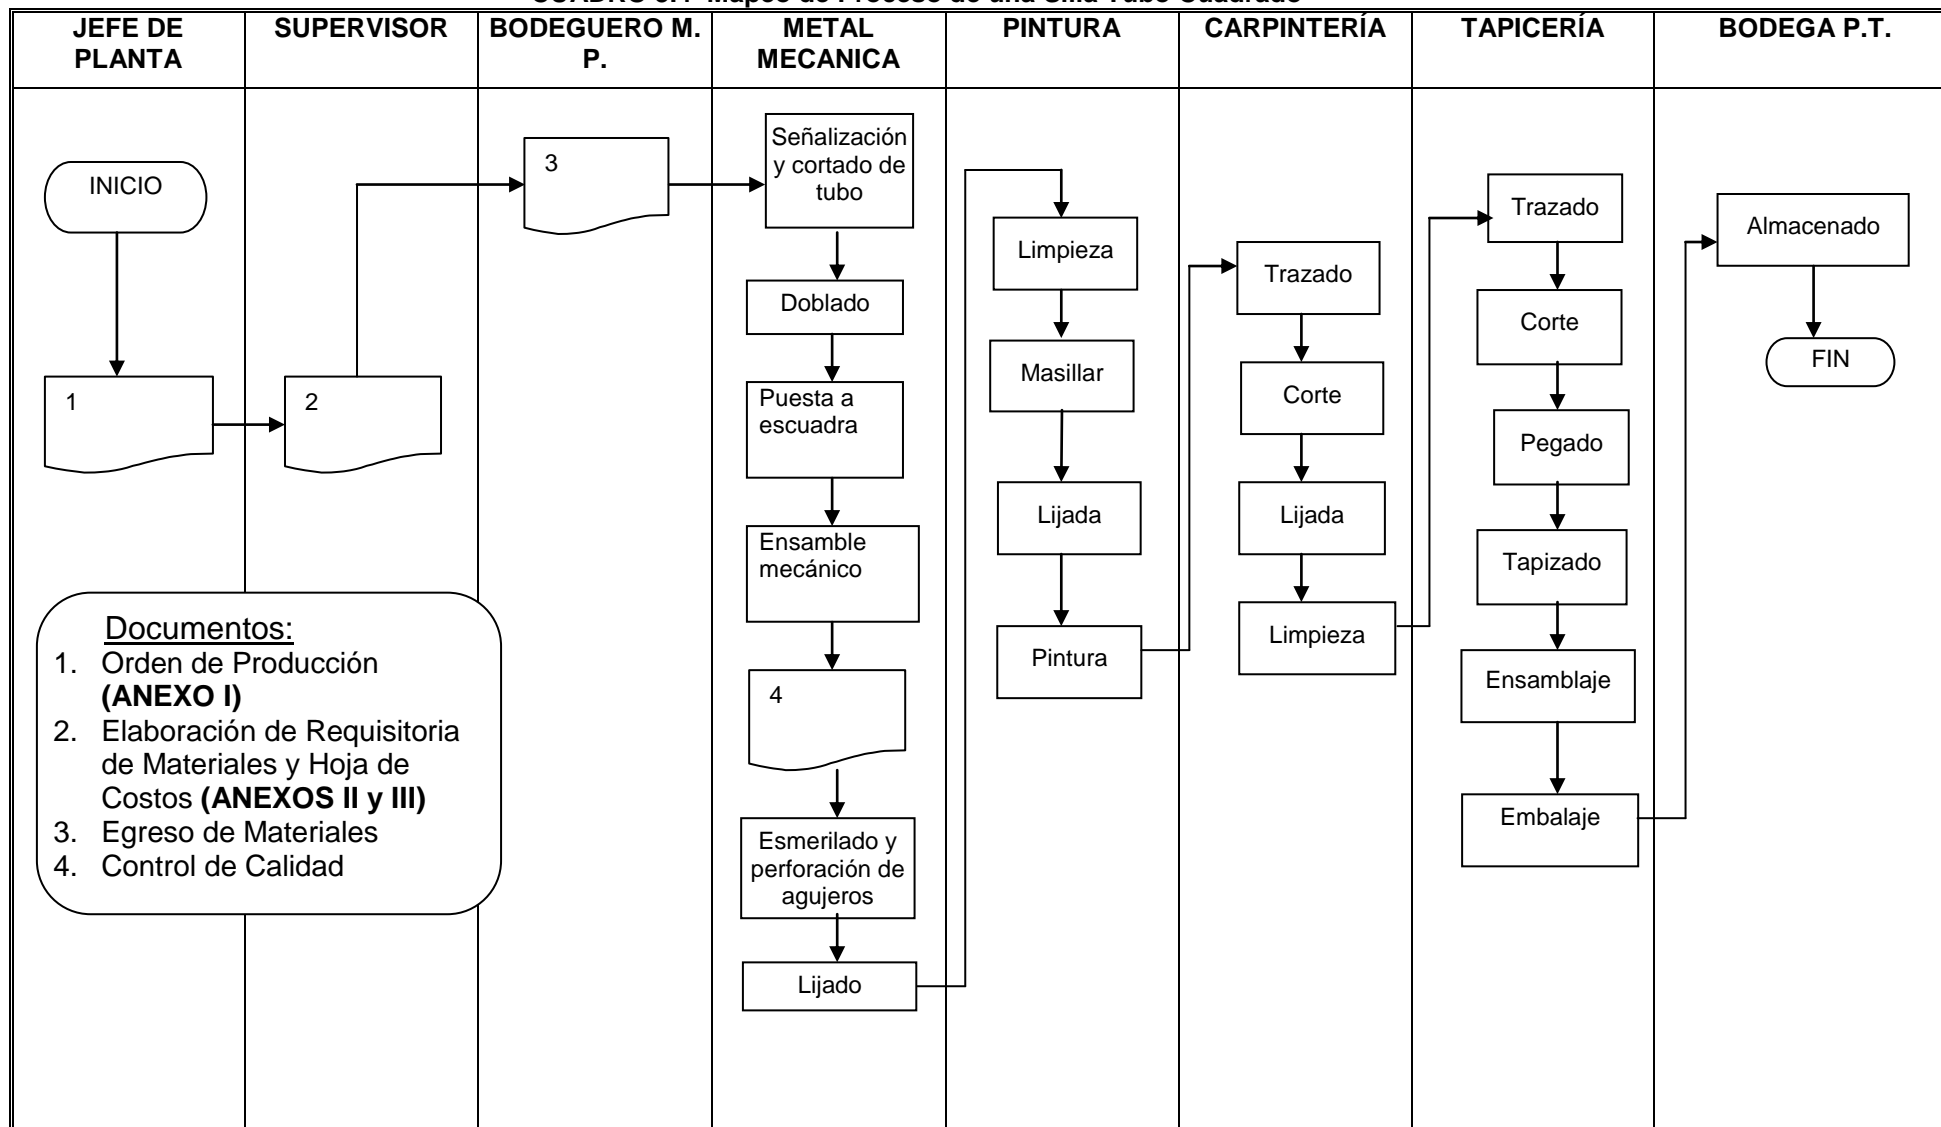 JEFE DE
PLANTA
SUPERVISOR
BODEGUERO M.
P.
METAL
MECANICA
PINTURA
CARPINTERÍA
TAPICERÍA
BODEGA P.T.
INICIO
1
2
3
Señalización
y cortado de
tubo
Doblado
Puesta a
escuadra
Ensamble
mecánico
4
Esmerilado y
perforación de
agujeros
Lijado
Limpieza
Masillar
Lijada
Pintura
Trazado
Corte
Lijada
Limpieza
Trazado
Corte
Pegado
Tapizado
Ensamblaje
Embalaje
Almacenado
FIN
Documentos:
1. Orden de Producción
(ANEXO I)
2. Elaboración de Requisitoria
de Materiales y Hoja de
Costos (ANEXOS II y III)
3. Egreso de Materiales
4. Control de Calidad